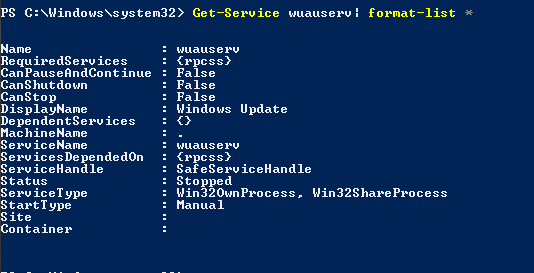 PS C:\Windows\system32> Get-Service wuauserv| format-list *
Name : wuauserv
RequiredServices : {rpcss}
CanPauseAndContinue : False
CanShutdown : False
CanStop : False
DisplayName : Windows Update
DependentServices : {}
MachineName : .
ServiceName : wuauserv
ServicesDependedOn : {rpcss}
ServiceHandle : SafeServiceHandle
Status : Stopped
ServiceType : Win32OwnProcess, Win32ShareProcess
StartType : Manual
Site :
Container :